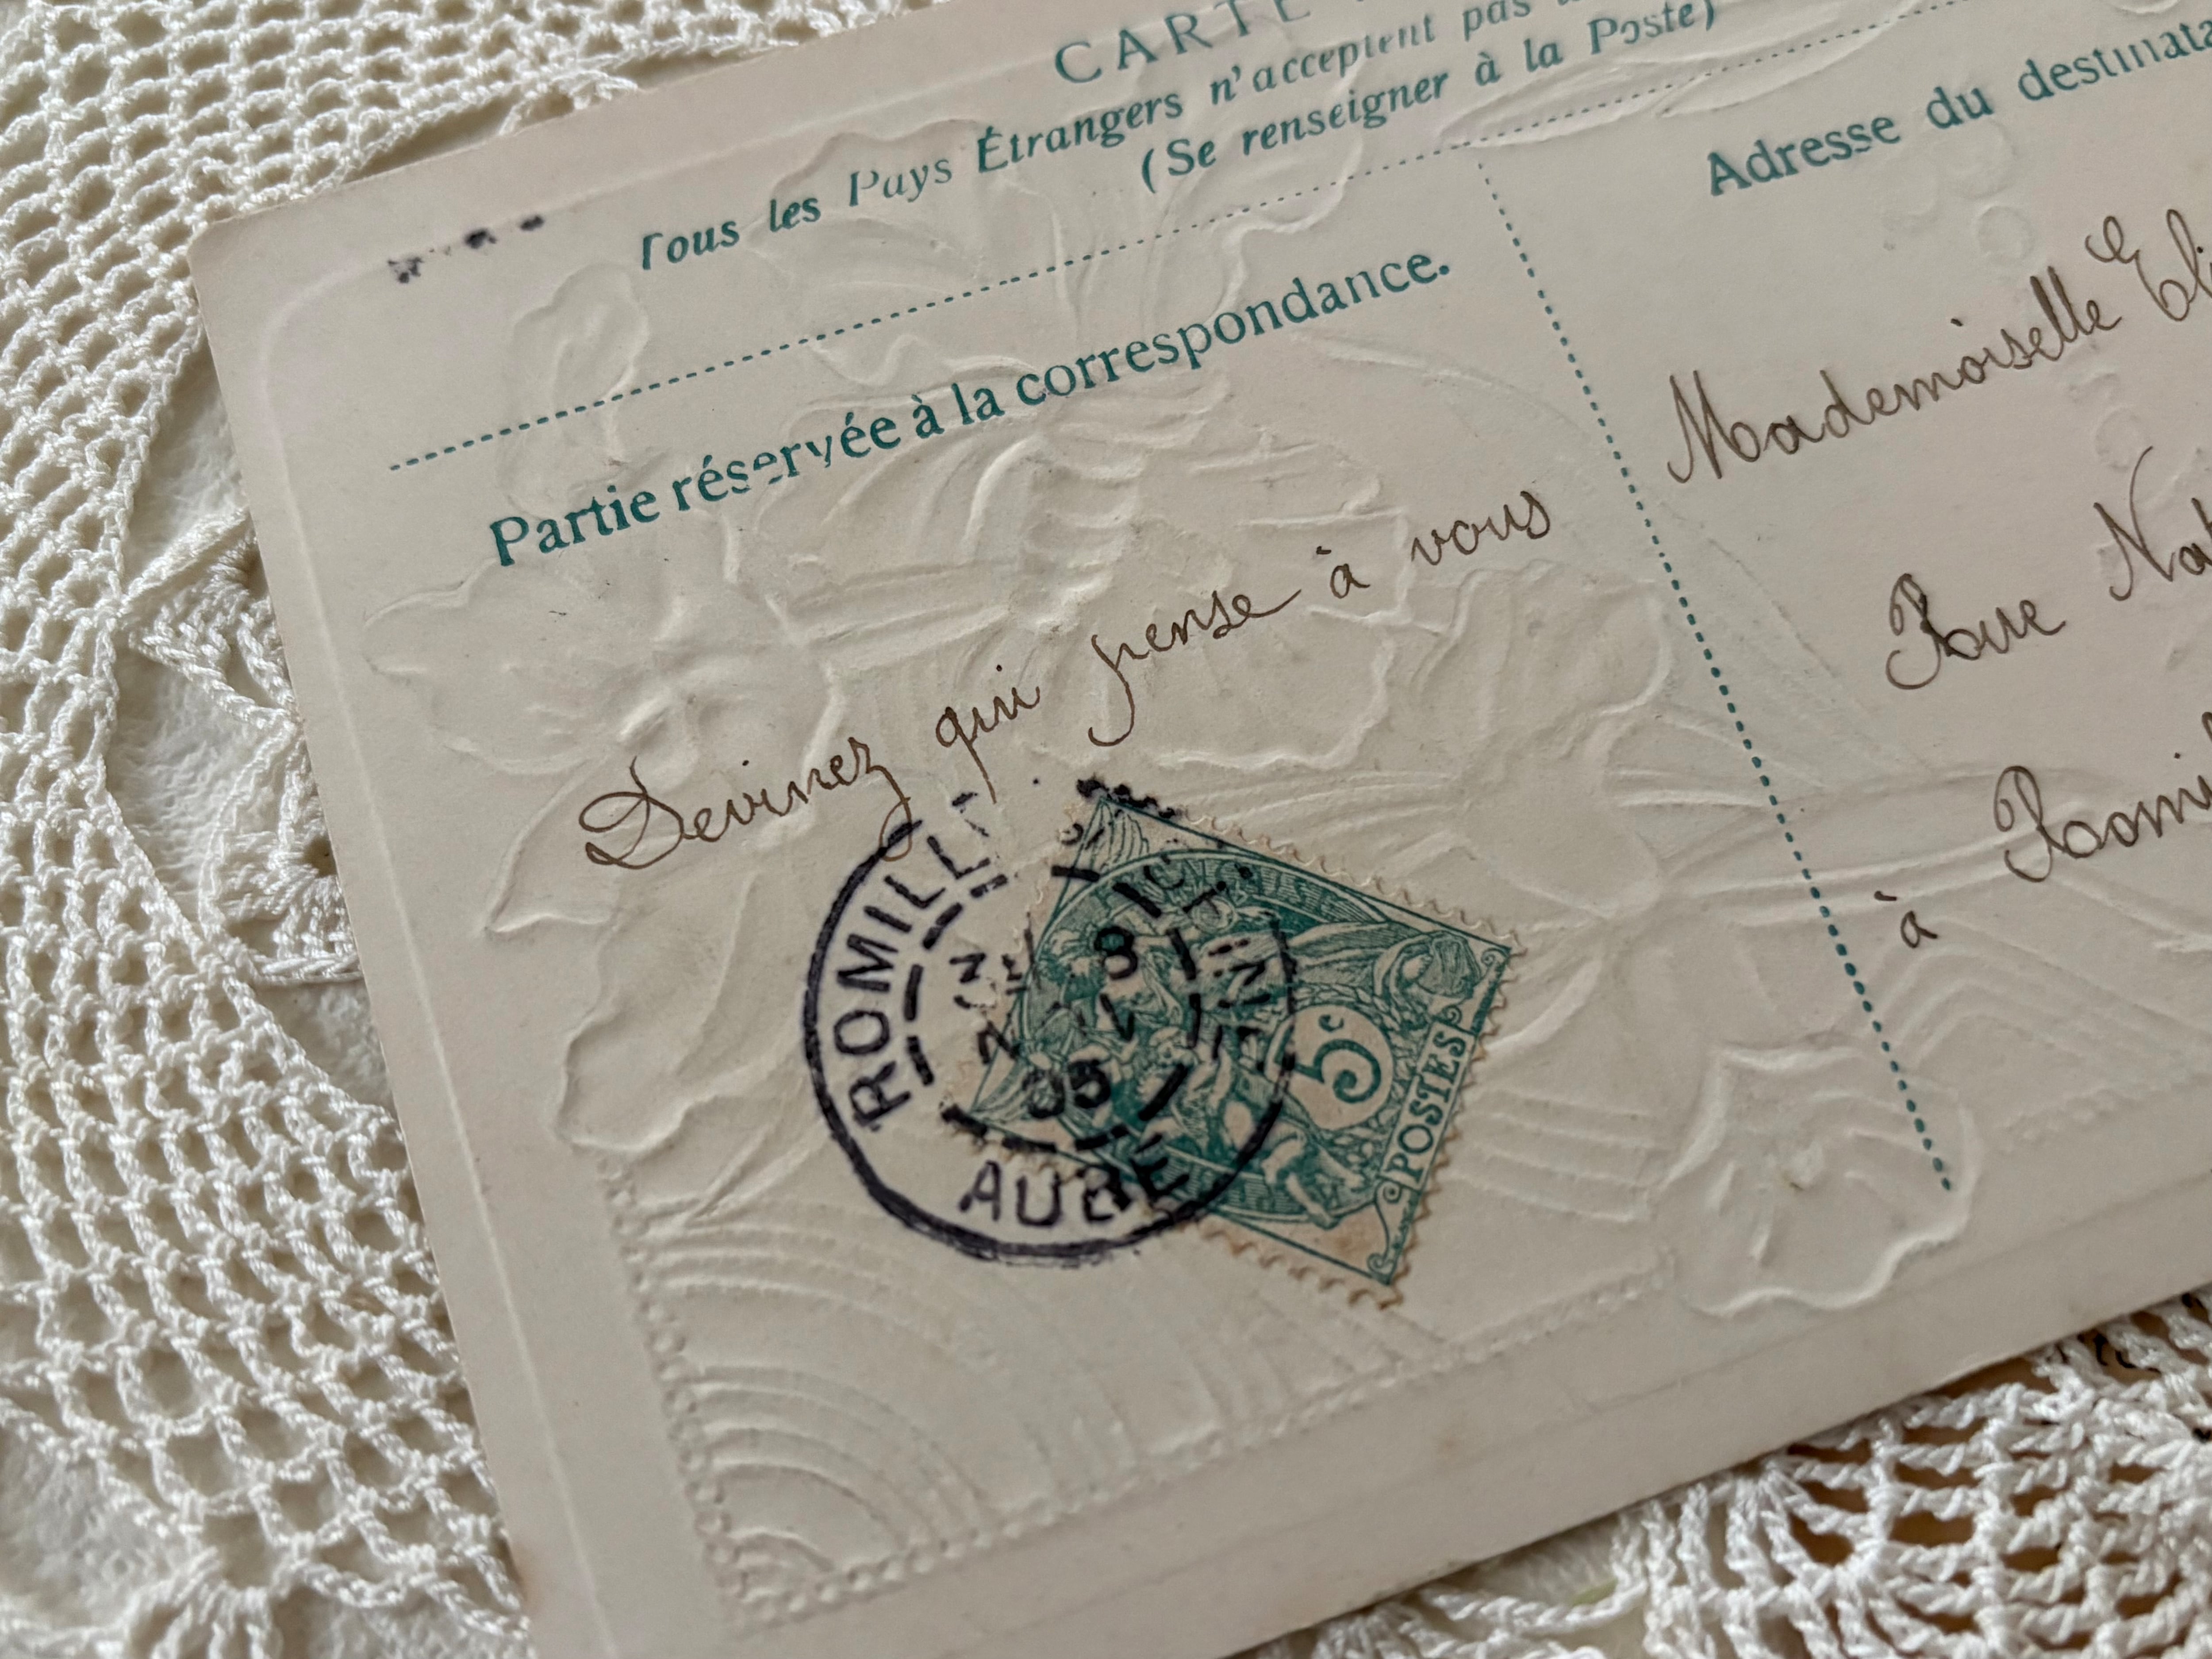 CARTE
Tous les Pays Étrangers n'acceptent pas
(Se renseigner à la Poste)
Partie réservée à la correspondance.
Adresse du
Devinez qui pense à vous
Mademoiselle
Rue
à
ROMILLY
8
05
AUBE
5c
POSTES